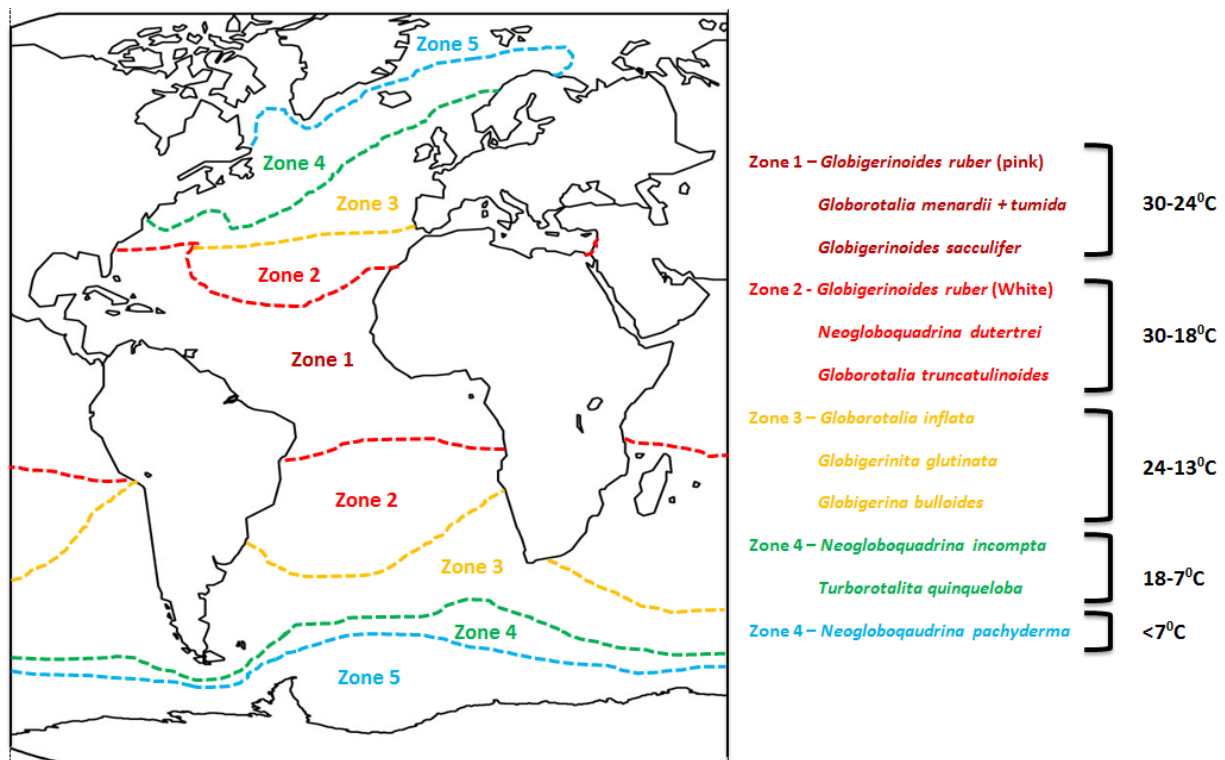 Zone 5
Zone 4
Zone 3
Zone 2
Zone 1
Zone 2
Zone 3
Zone 4
Zone 5
Zone 1 – Globigerinoides ruber (pink)
Globorotalia menardii + tumida
Globigerinoides sacculifer
30-24⁰C
Zone 2 - Globigerinoides ruber (White)
Neogloboquadrina dutertrei
Globorotalia truncatulinoides
30-18⁰C
Zone 3 – Globorotalia inflata
Globigerinita glutinata
Globigerina bulloides
24-13⁰C
Zone 4 – Neogloboquadrina incompta
Turborotalita quinqueloba
18-7⁰C
Zone 4 – Neogloboqaudrina pachyderma
<7⁰C